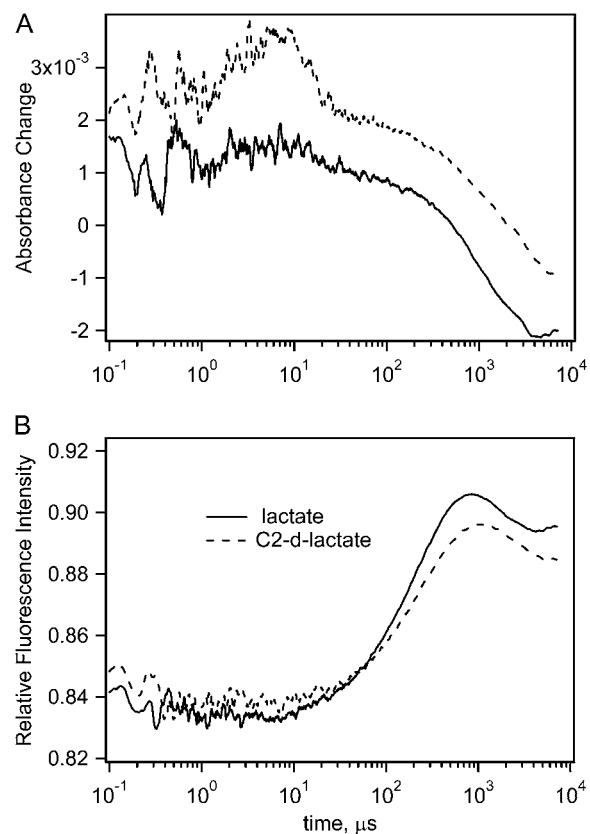 A
3x10⁻³
2
1
0
-1
-2
Absorbance Change
10⁻¹ 10⁰ 10¹ 10² 10³ 10⁴
B
0.92
0.90
0.88
0.86
0.84
0.82
Relative Fluorescence Intensity
lactate
C2-d-lactate
10⁻¹ 10⁰ 10¹ 10² 10³ 10⁴
time, μs